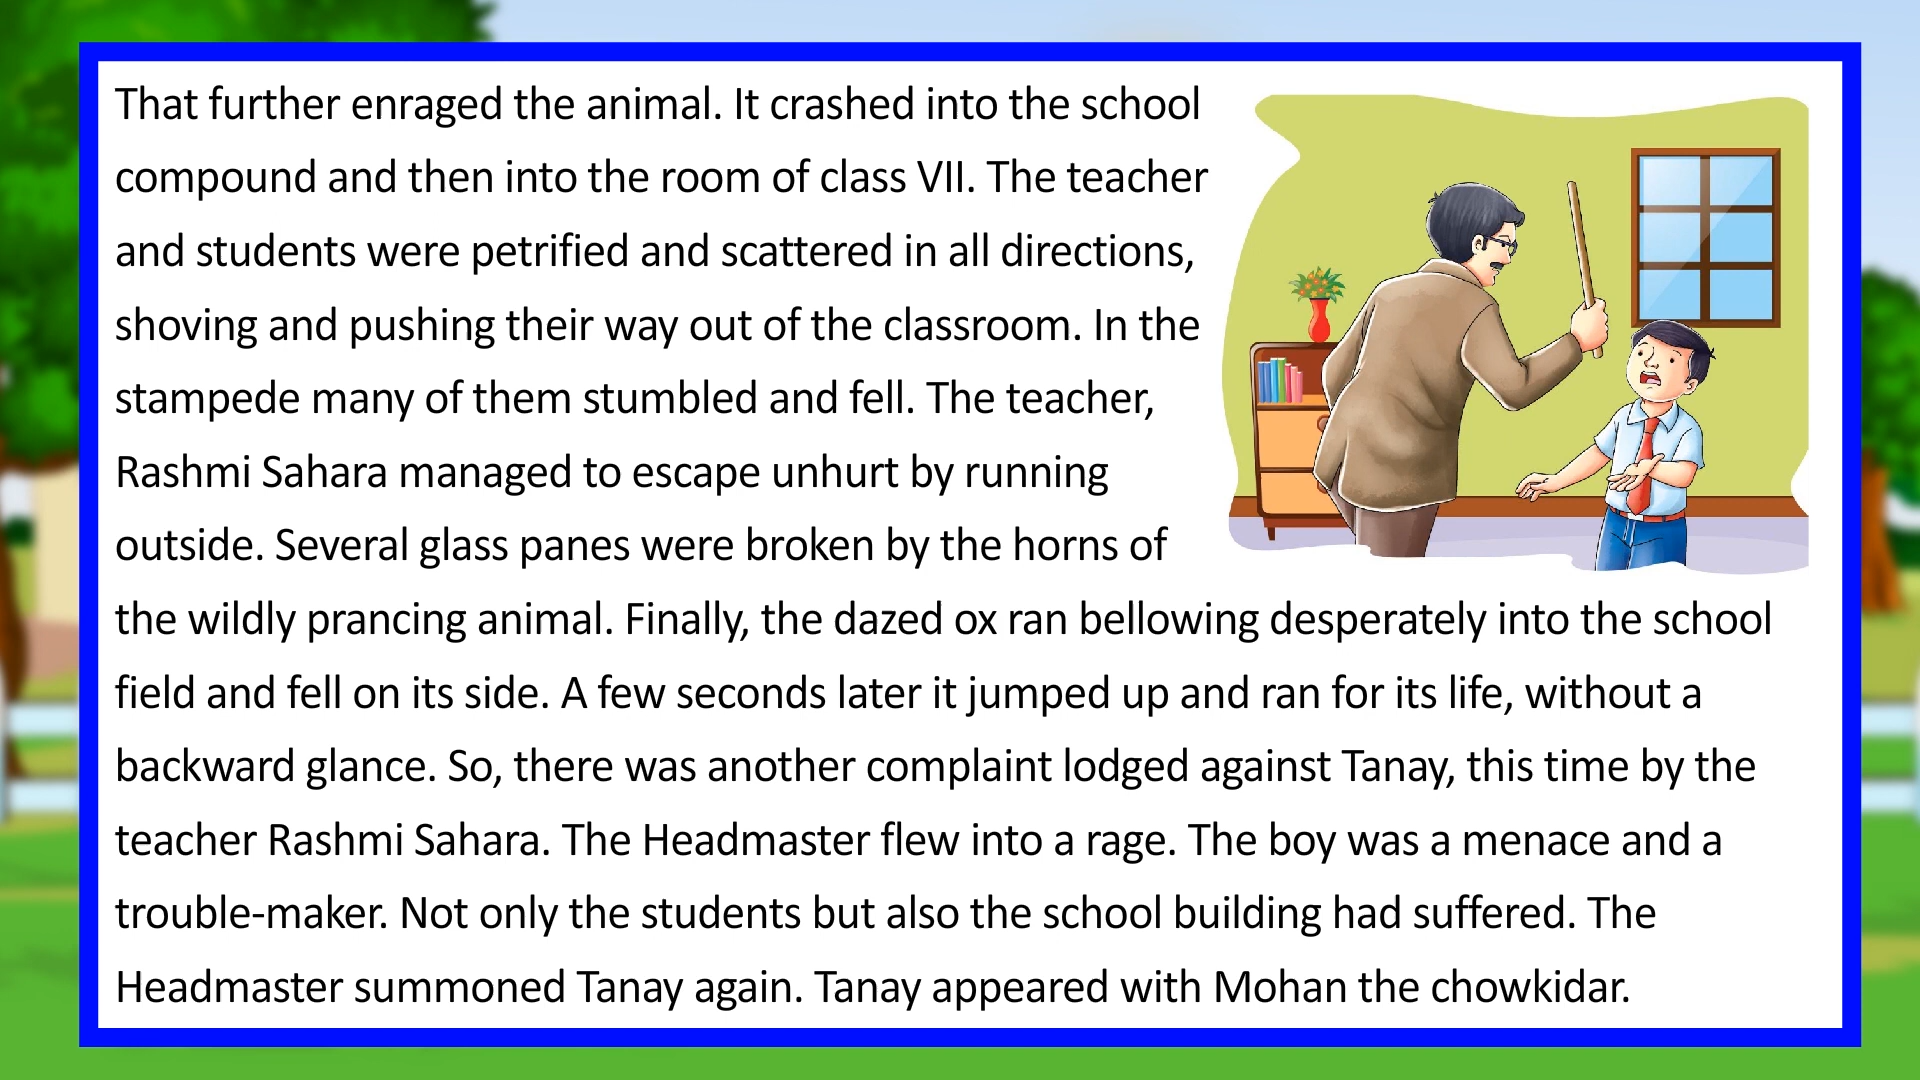 That further enraged the animal. It crashed into the school
compound and then into the room of class VII. The teacher
and students were petrified and scattered in all directions,
shoving and pushing their way out of the classroom. In the
stampede many of them stumbled and fell. The teacher,
Rashmi Sahara managed to escape unhurt by running
outside. Several glass panes were broken by the horns of
the wildly prancing animal. Finally, the dazed ox ran bellowing desperately into the school
field and fell on its side. A few seconds later it jumped up and ran for its life, without a
backward glance. So, there was another complaint lodged against Tanay, this time by the
teacher Rashmi Sahara. The Headmaster flew into a rage. The boy was a menace and a
trouble-maker. Not only the students but also the school building had suffered. The
Headmaster summoned Tanay again. Tanay appeared with Mohan the chowkidar.